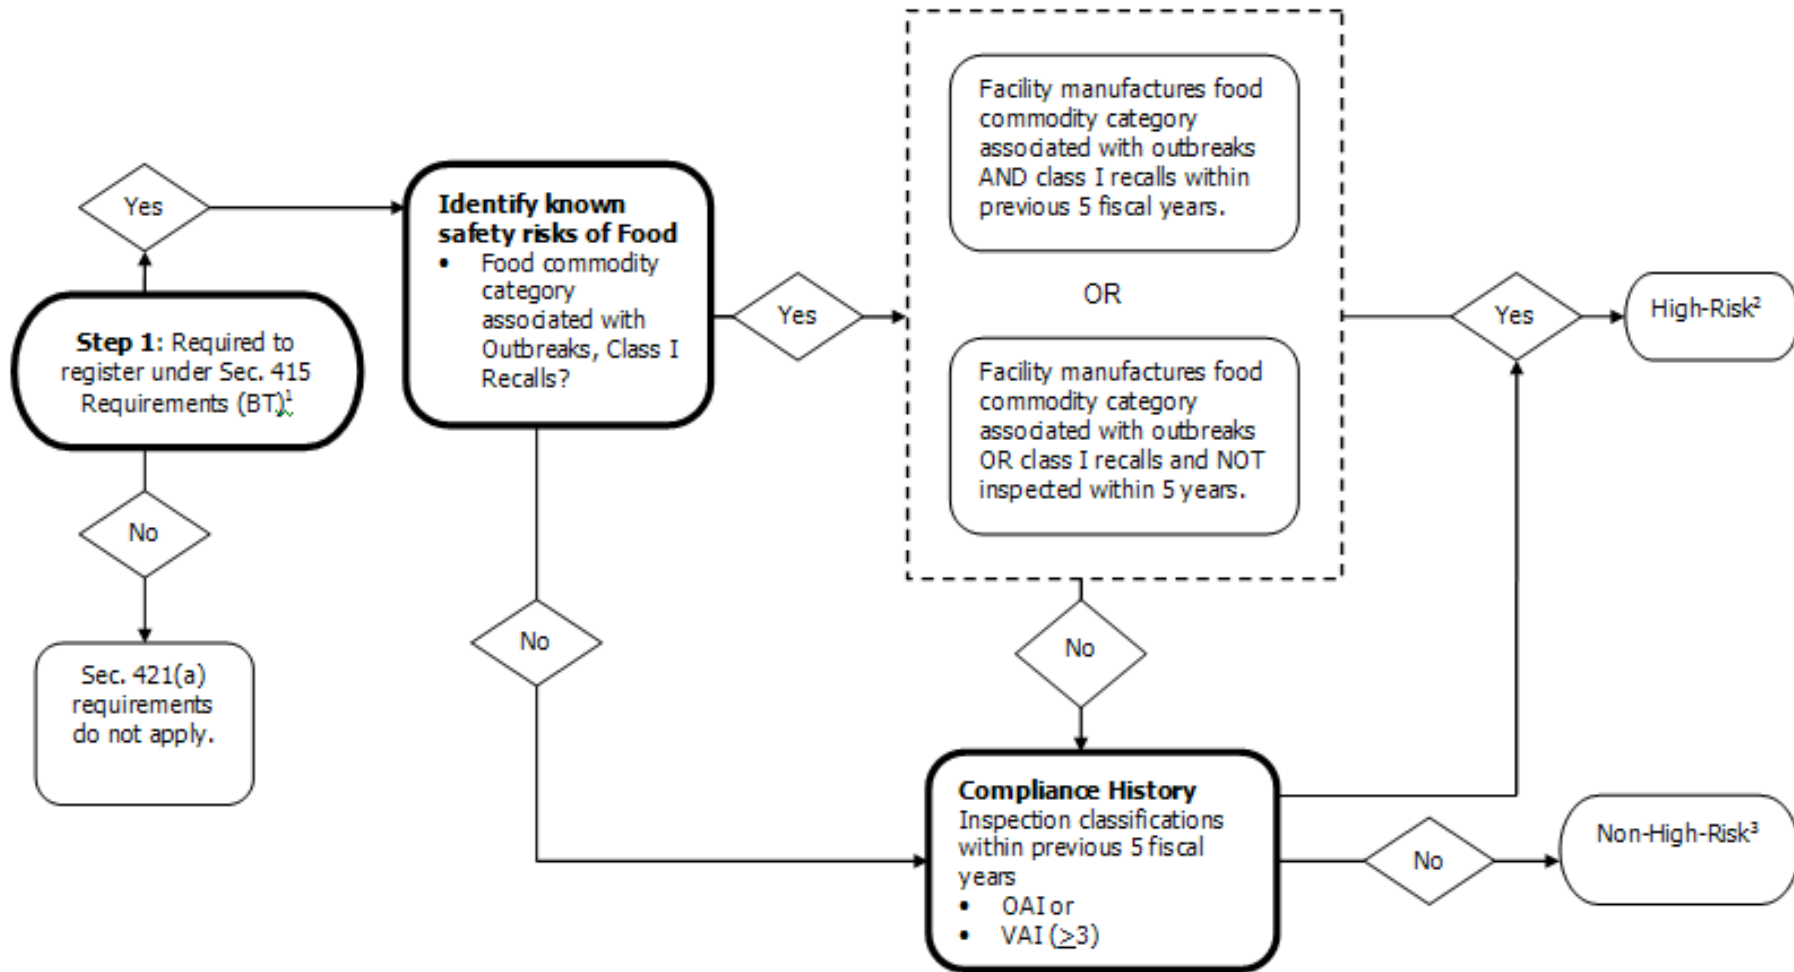 Yes
Step 1: Required to
register under Sec. 415
Requirements (BT)¹
No
Sec. 421(a)
requirements
do not apply.
Identify known
safety risks of Food
• Food commodity
category
associated with
Outbreaks, Class I
Recalls?
Yes
No
Facility manufactures food
commodity category
associated with outbreaks
AND class I recalls within
previous 5 fiscal years.
OR
Facility manufactures food
commodity category
associated with outbreaks
OR class I recalls and NOT
inspected within 5 years.
No
Yes
High-Risk²
Compliance History
Inspection classifications
within previous 5 fiscal
years
• OAI or
• VAI (≥3)
No
Non-High-Risk³